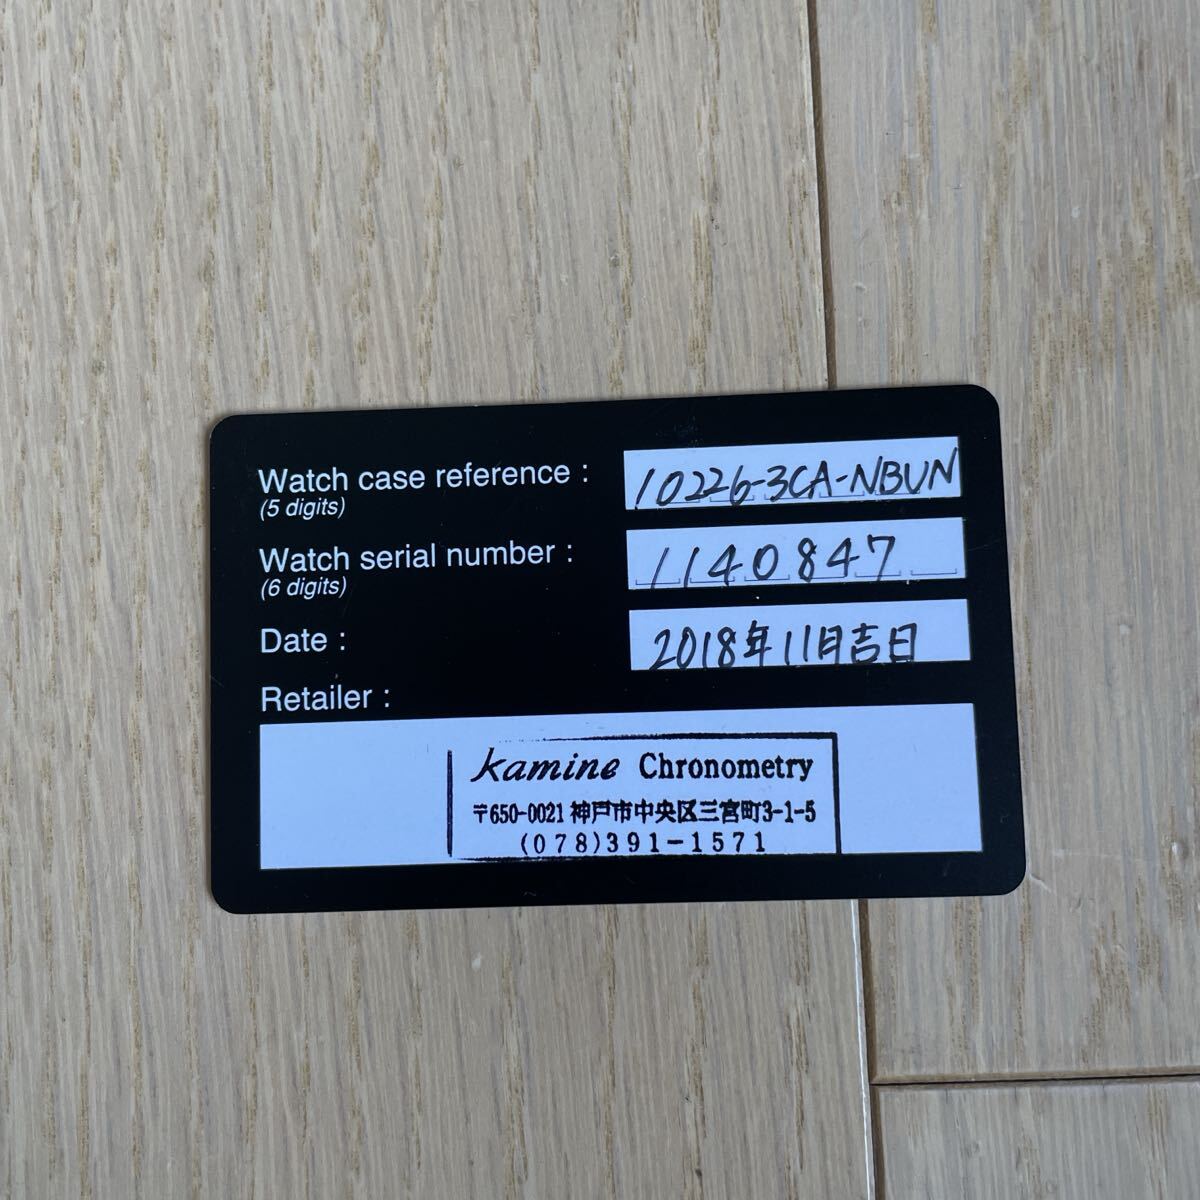 Watch case reference : 10226-3CA-NBUN
(5 digits)
Watch serial number : 1140847
(6 digits)
Date : 2018年11月吉日
Retailer :
kamine Chronometry
〒650-0021 神戸市中央区三宮町3-1-5
(078)391-1571